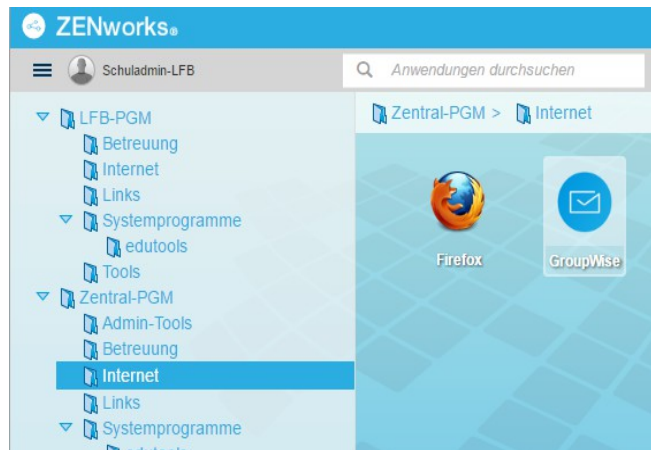 ZENworks®
Schuladmin-LFB
Anwendungen durchsuchen
LFB-PGM
Betreuung
Internet
Links
Systemprogramme
edutools
Tools
Zentral-PGM
Admin-Tools
Betreuung
Internet
Links
Systemprogramme
Zentral-PGM > Internet
Firefox
GroupWise